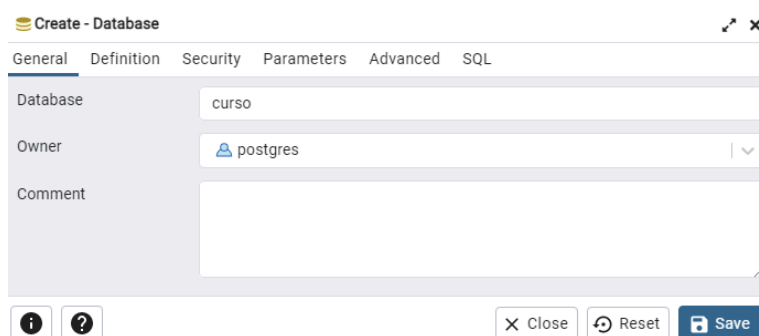 Create - Database
General Definition Security Parameters Advanced SQL
Database curso
Owner postgres
Comment
Close Reset Save